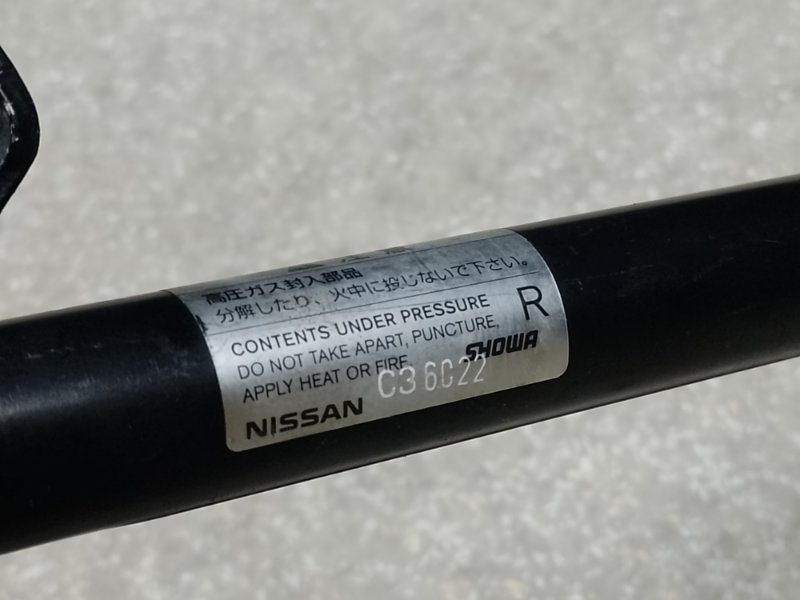 高圧ガス封入部品
分解したり、火中に投じないで下さい。
CONTENTS UNDER PRESSURE
DO NOT TAKE APART, PUNCTURE,
APPLY HEAT OR FIRE.
R
SHOWA
NISSAN